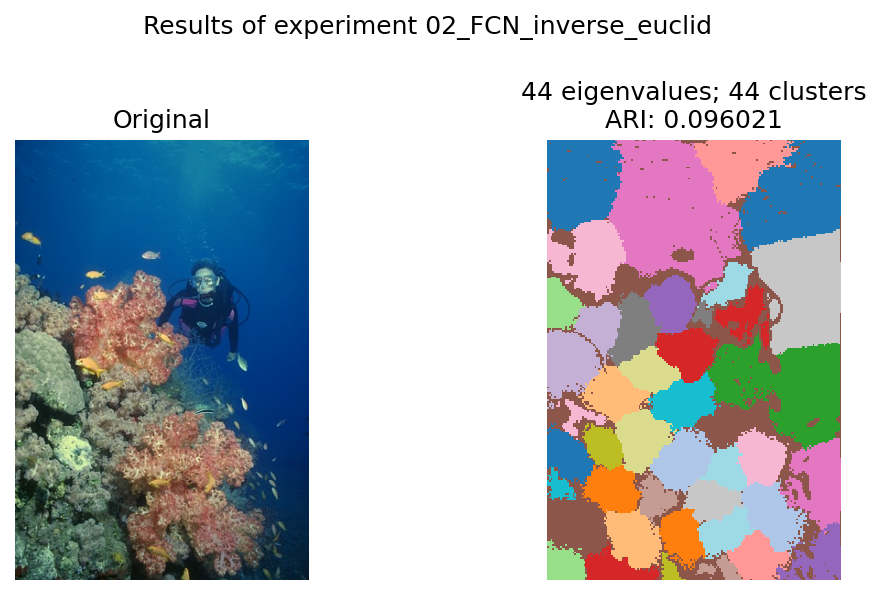 Results of experiment 02_FCN_inverse_euclid
Original
44 eigenvalues; 44 clusters
ARI: 0.096021